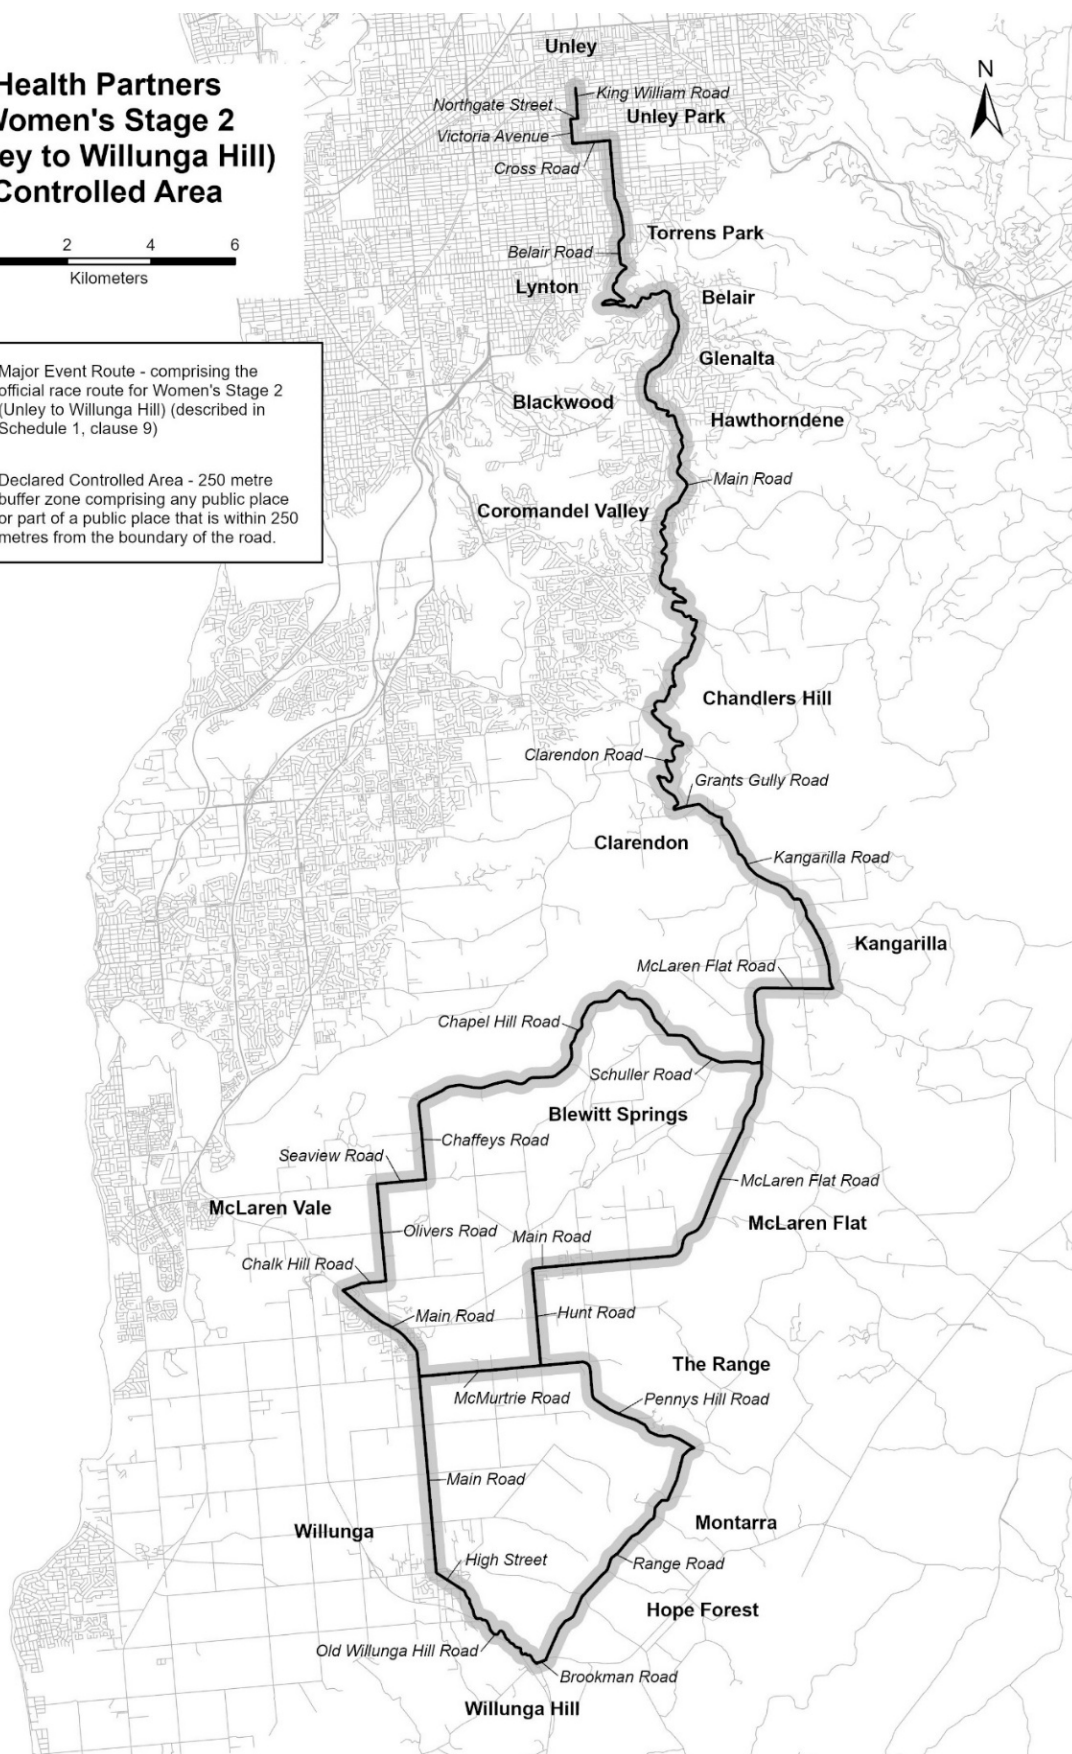 Health Partners
Women's Stage 2
ey to Willunga Hill)
Controlled Area
2 4 6
Kilometers
Major Event Route - comprising the
official race route for Women's Stage 2
(Unley to Willunga Hill) (described in
Schedule 1, clause 9)
Declared Controlled Area - 250 metre
buffer zone comprising any public place
or part of a public place that is within 250
metres from the boundary of the road.
N
Unley
King William Road
Northgate Street
Unley Park
Victoria Avenue
Cross Road
Torrens Park
Belair Road
Lynton
Belair
Glenalta
Blackwood
Hawthorndene
Main Road
Coromandel Valley
Chandlers Hill
Clarendon Road
Grants Gully Road
Clarendon
Kangarilla Road
Kangarilla
McLaren Flat Road
Chapel Hill Road
Schuller Road
Blewitt Springs
Chaffeys Road
Seaview Road
McLaren Flat Road
McLaren Vale
McLaren Flat
Olivers Road
Main Road
Chalk Hill Road
Main Road
Hunt Road
The Range
McMurtrie Road
Pennys Hill Road
Main Road
Montarra
Willunga
High Street
Range Road
Hope Forest
Old Willunga Hill Road
Brookman Road
Willunga Hill